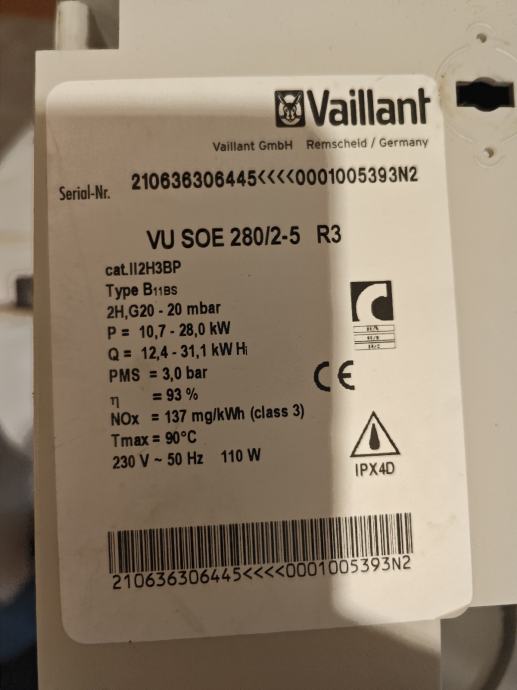 Vaillant
Vaillant GmbH Remscheid / Germany
Serial-Nr. 210636306445<<<<0001005393N2
VU SOE 280/2-5 R3
cat.II2H3BP
Type B11BS
2H,G20 - 20 mbar
P = 10,7 - 28,0 kW
Q = 12,4 - 31,1 kW Hi
PMS = 3,0 bar
η = 93 %
NOx = 137 mg/kWh (class 3)
Tmax = 90°C
230 V ~ 50 Hz 110 W
CE
IPX4D
210636306445<<<<0001005393N2